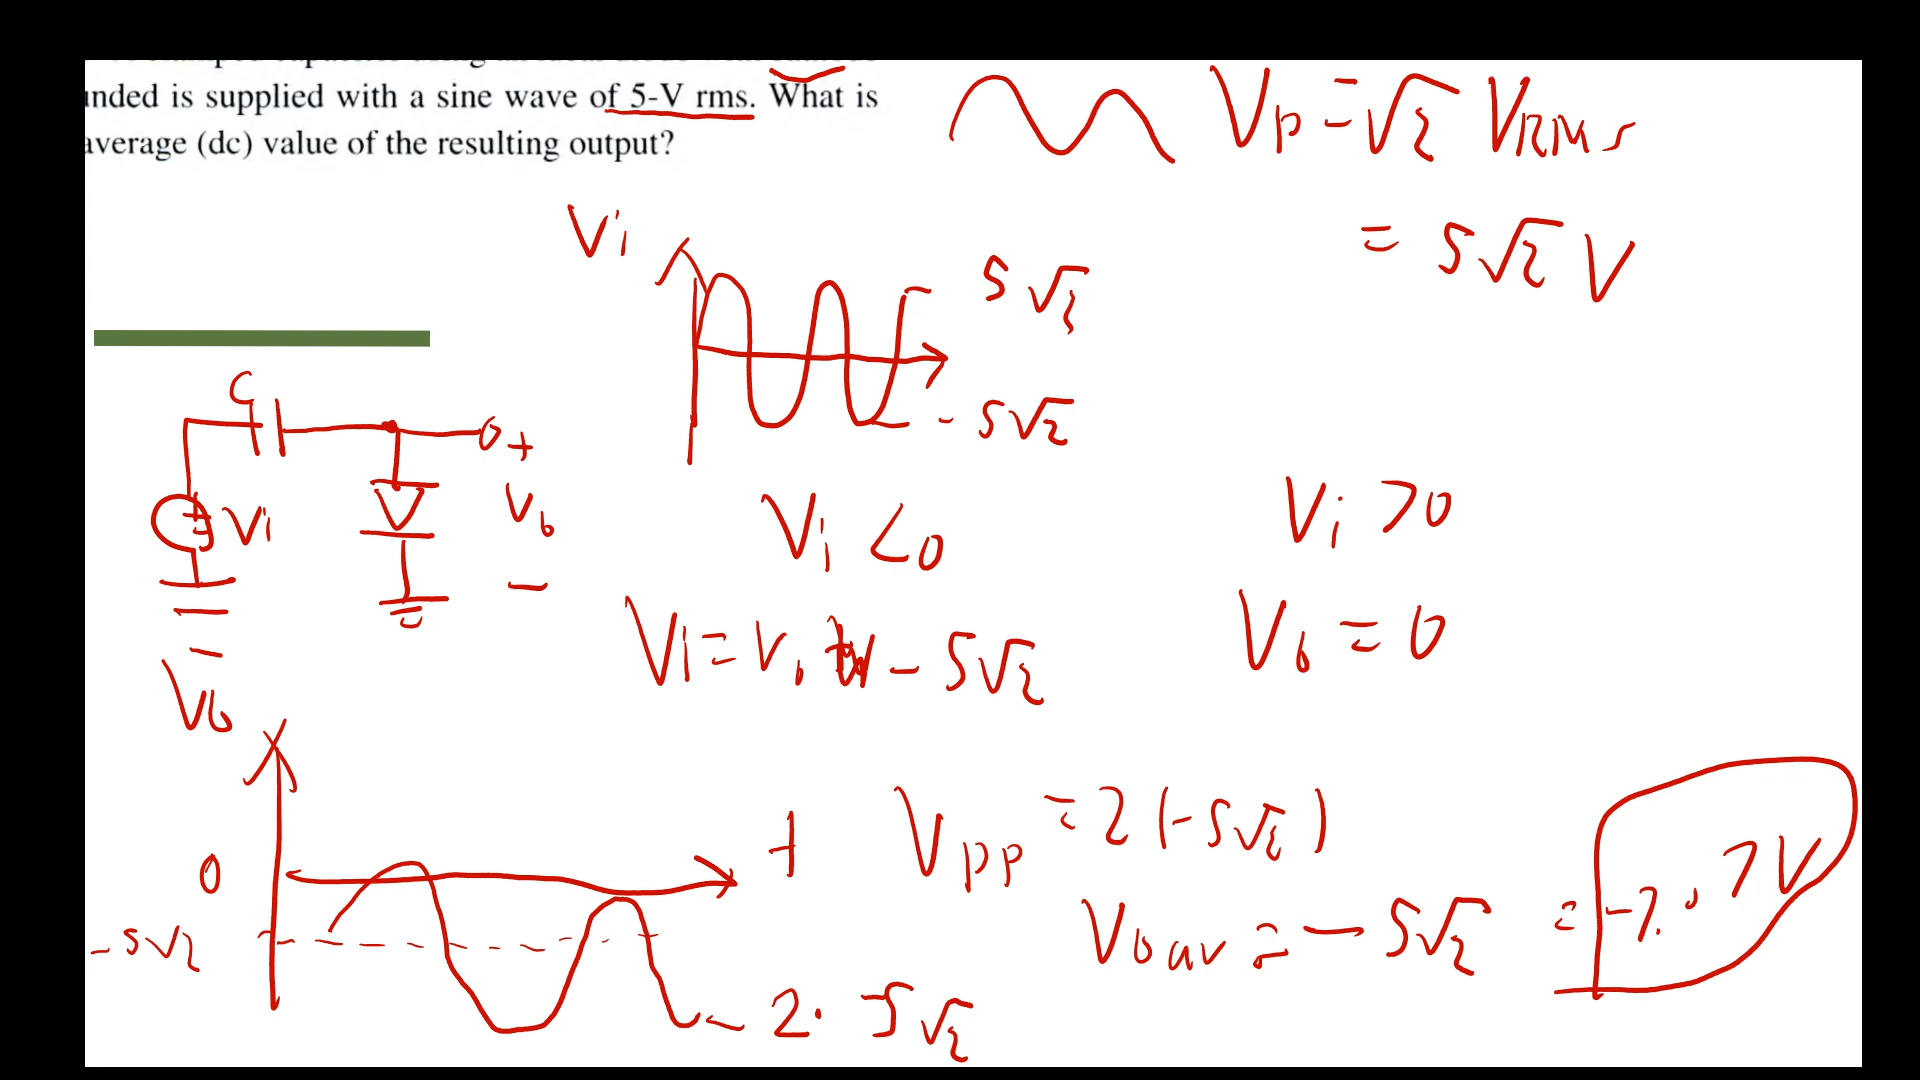 nded is supplied with a sine wave of 5-V rms. What is
average (dc) value of the resulting output?
Vp = √2 VRMS
= 5√2 V
Vi
5√2
- 5√2
C
+
Vi
Vo
-
Vi <0
Vi >0
Vi = Vo - 5√2
Vo = 0
Vo
0
t
-5√2
2. -5√2
Vpp = 2(-5√2)
Voav = - 5√2 = -7.07V